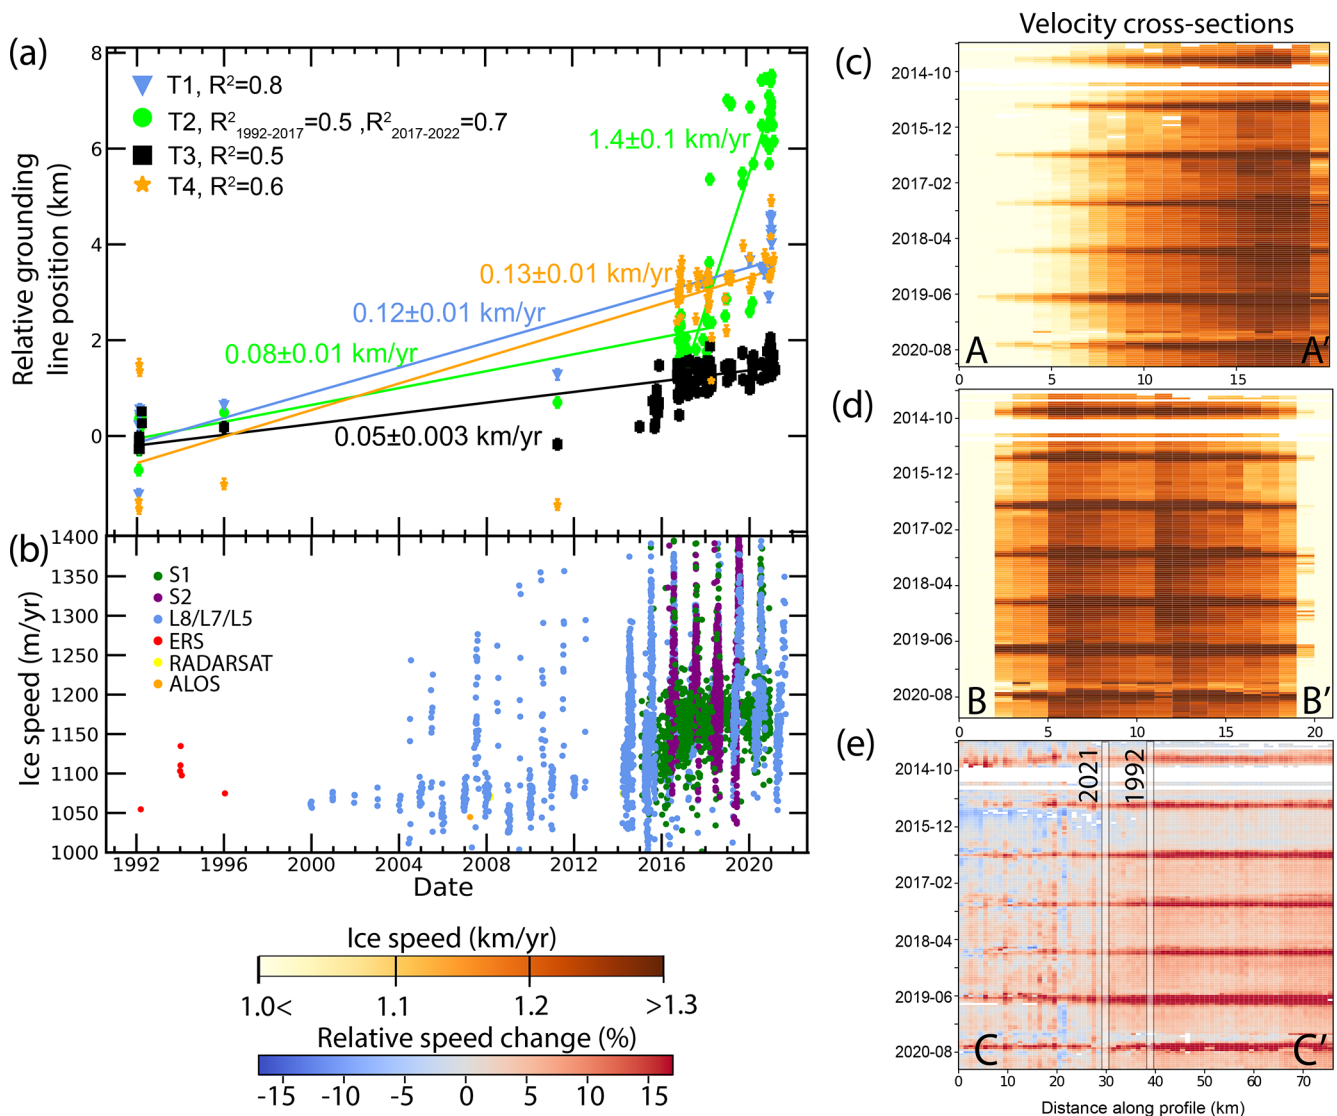 (a)
8
6
4
2
0
Relative grounding
line position (km)
T1, R²=0.8
T2, R²1992-2017=0.5 ,R²2017-2022=0.7
T3, R²=0.5
T4, R²=0.6
1.4±0.1 km/yr
0.13±0.01 km/yr
0.12±0.01 km/yr
0.08±0.01 km/yr
0.05±0.003 km/yr
(b)
1400
1350
1300
1250
1200
1150
1100
1050
1000
Ice speed (m/yr)
S1
S2
L8/L7/L5
ERS
RADARSAT
ALOS
1992 1996 2000 2004 2008 2012 2016 2020
Date
Ice speed (km/yr)
1.0< 1.1 1.2 >1.3
Relative speed change (%)
-15 -10 -5 0 5 10 15
Velocity cross-sections
(c)
2014-10
2015-12
2017-02
2018-04
2019-06
2020-08
A A′
0 5 10 15
(d)
2014-10
2015-12
2017-02
2018-04
2019-06
2020-08
B B′
0 5 10 15 20
(e)
2014-10
2015-12
2017-02
2018-04
2019-06
2020-08
2021 1992
C C′
0 10 20 30 40 50 60 70
Distance along profile (km)